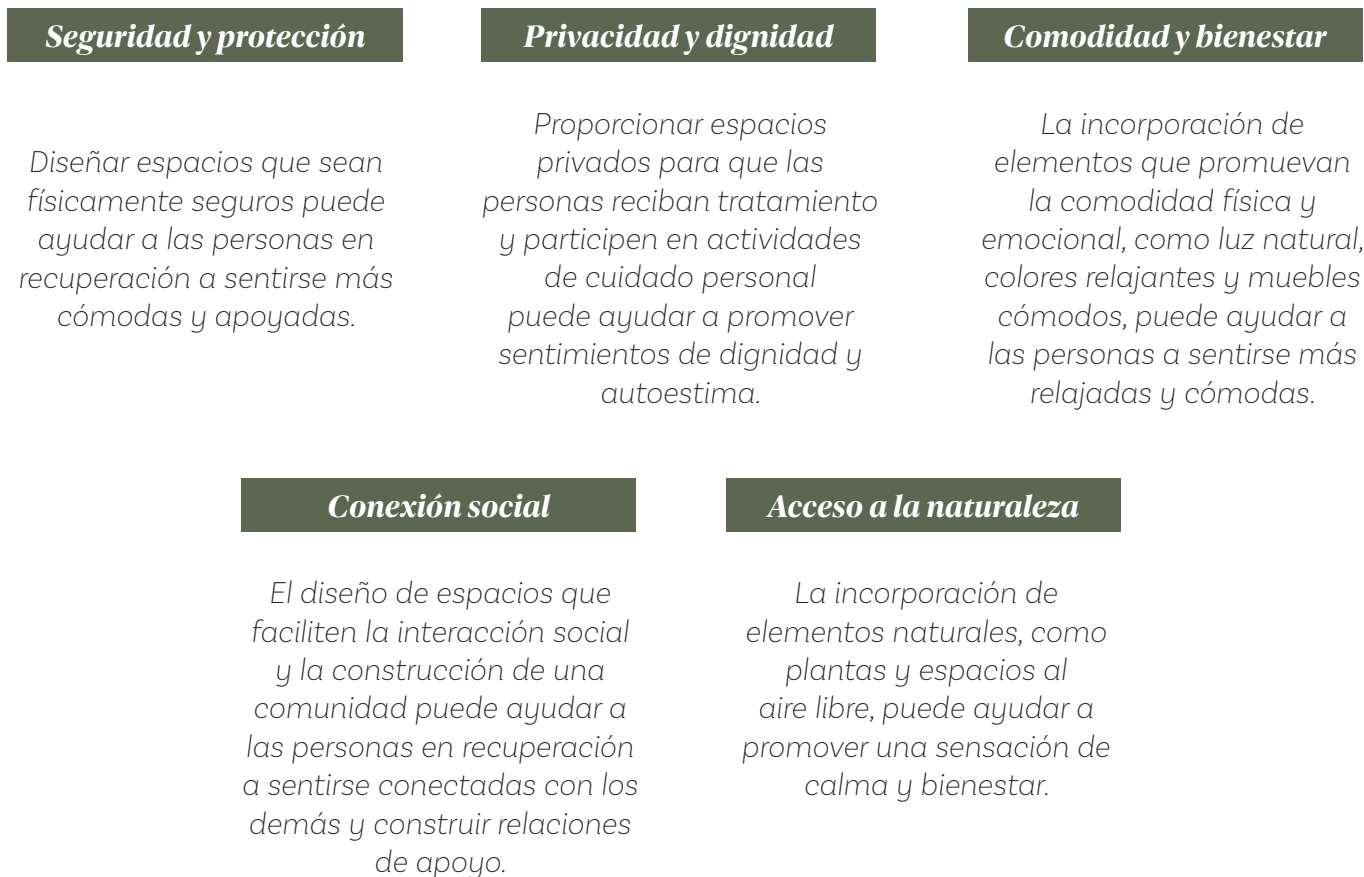 Seguridad y protección
Diseñar espacios que sean
físicamente seguros puede
ayudar a las personas en
recuperación a sentirse más
cómodas y apoyadas.
Privacidad y dignidad
Proporcionar espacios
privados para que las
personas reciban tratamiento
y participen en actividades
de cuidado personal
puede ayudar a promover
sentimientos de dignidad y
autoestima.
Comodidad y bienestar
La incorporación de
elementos que promuevan
la comodidad física y
emocional, como luz natural,
colores relajantes y muebles
cómodos, puede ayudar a
las personas a sentirse más
relajadas y cómodas.
Conexión social
El diseño de espacios que
faciliten la interacción social
y la construcción de una
comunidad puede ayudar a
las personas en recuperación
a sentirse conectadas con los
demás y construir relaciones
de apoyo.
Acceso a la naturaleza
La incorporación de
elementos naturales, como
plantas y espacios al
aire libre, puede ayudar a
promover una sensación de
calma y bienestar.